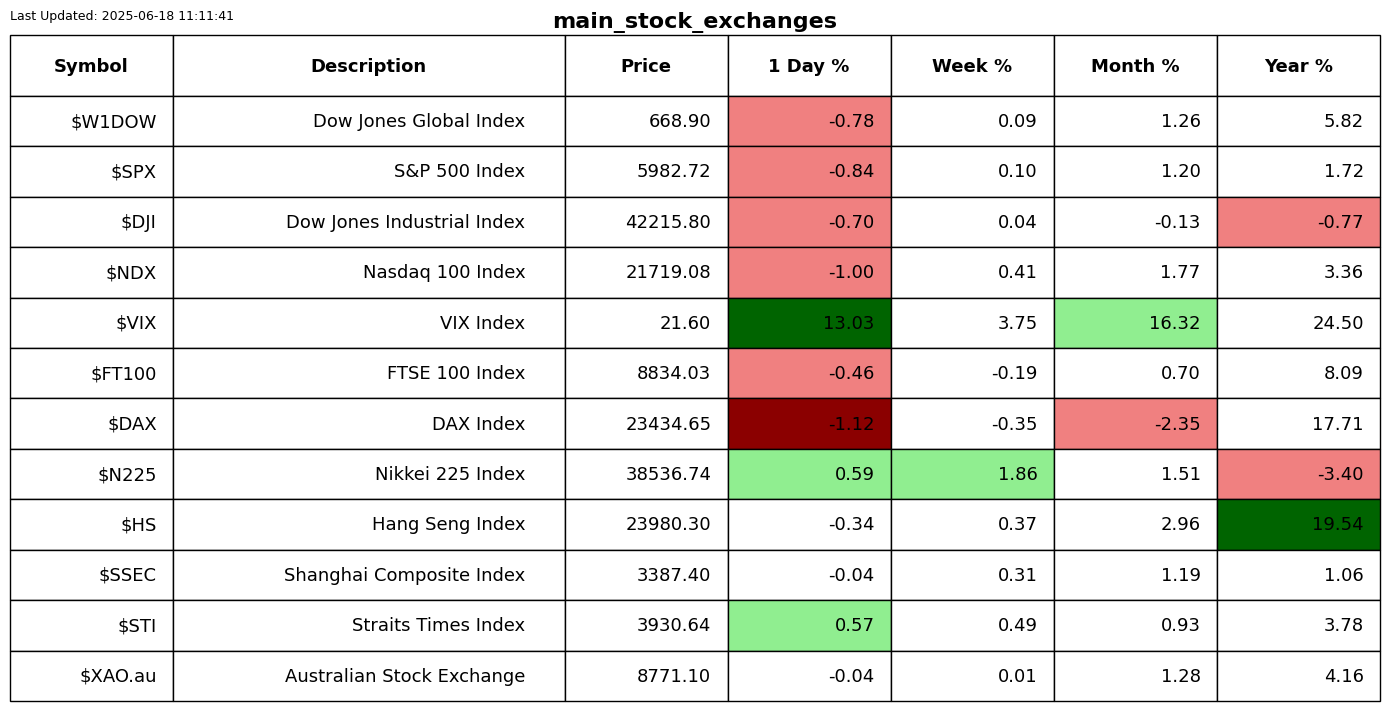 Last Updated: 2025-06-18 11:11:41
main_stock_exchanges
Symbol Description Price 1 Day % Week % Month % Year %
$W1DOW Dow Jones Global Index 668.90 -0.78 0.09 1.26 5.82
$SPX S&P 500 Index 5982.72 -0.84 0.10 1.20 1.72
$DJI Dow Jones Industrial Index 42215.80 -0.70 0.04 -0.13 -0.77
$NDX Nasdaq 100 Index 21719.08 -1.00 0.41 1.77 3.36
$VIX VIX Index 21.60 13.03 3.75 16.32 24.50
$FT100 FTSE 100 Index 8834.03 -0.46 -0.19 0.70 8.09
$DAX DAX Index 23434.65 -1.12 -0.35 -2.35 17.71
$N225 Nikkei 225 Index 38536.74 0.59 1.86 1.51 -3.40
$HS Hang Seng Index 23980.30 -0.34 0.37 2.96 19.54
$SSEC Shanghai Composite Index 3387.40 -0.04 0.31 1.19 1.06
$STI Straits Times Index 3930.64 0.57 0.49 0.93 3.78
$XAO.au Australian Stock Exchange 8771.10 -0.04 0.01 1.28 4.16